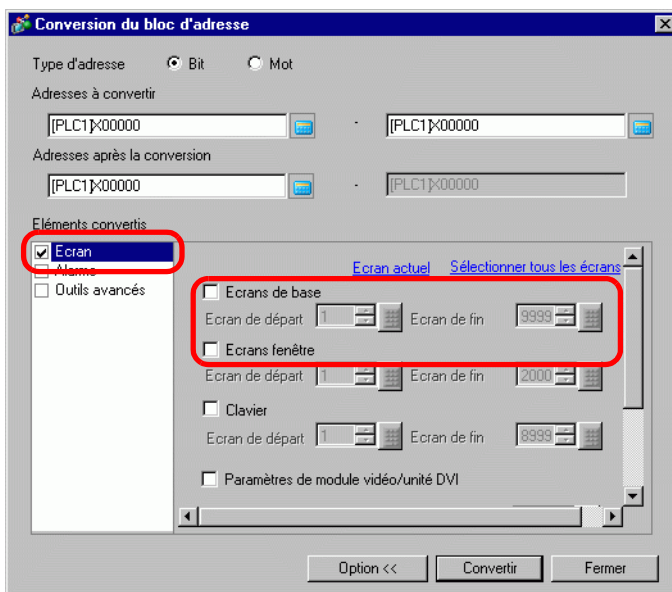 Conversion du bloc d'adresse
Type d'adresse Bit Mot
Adresses à convertir
[PLC1]X00000 - [PLC1]X00000
Adresses après la conversion
[PLC1]X00000 - [PLC1]X00000
Eléments convertis
Ecran
Alarme
Outils avancés
Ecran actuel Sélectionner tous les écrans
Ecrans de base
Ecran de départ 1 Ecran de fin 9999
Ecrans fenêtre
Ecran de départ 1 Ecran de fin 2000
Clavier
Ecran de départ 1 Ecran de fin 8999
Paramètres de module vidéo/unité DVI
Option << Convertir Fermer